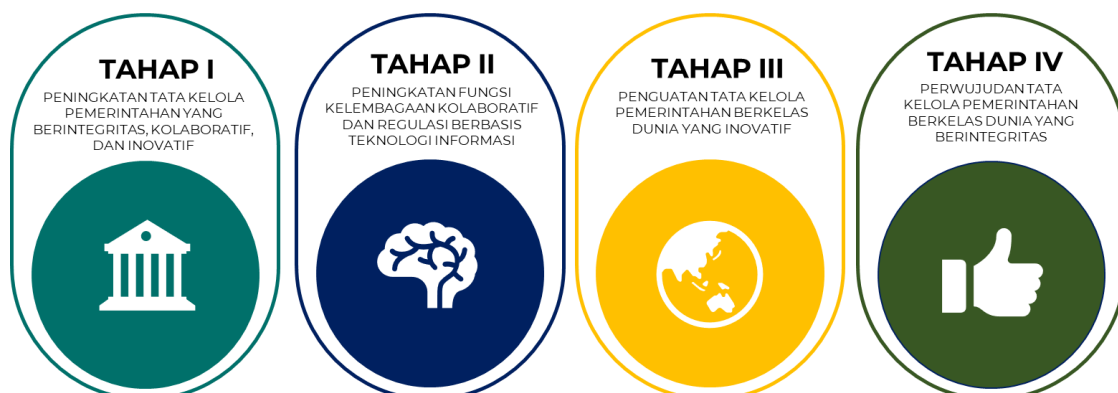 TAHAP I
PENINGKATAN TATA KELOLA
PEMERINTAHAN YANG
BERINTEGRITAS, KOLABORATIF,
DAN INOVATIF
TAHAP II
PENINGKATAN FUNGSI
KELEMBAGAAN KOLABORATIF
DAN REGULASI BERBASIS
TEKNOLOGI INFORMASI
TAHAP III
PENGUATAN TATA KELOLA
PEMERINTAHAN BERKELAS
DUNIA YANG INOVATIF
TAHAP IV
PERWUJUDAN TATA
KELOLA PEMERINTAHAN
BERKELAS DUNIA YANG
BERINTEGRITAS